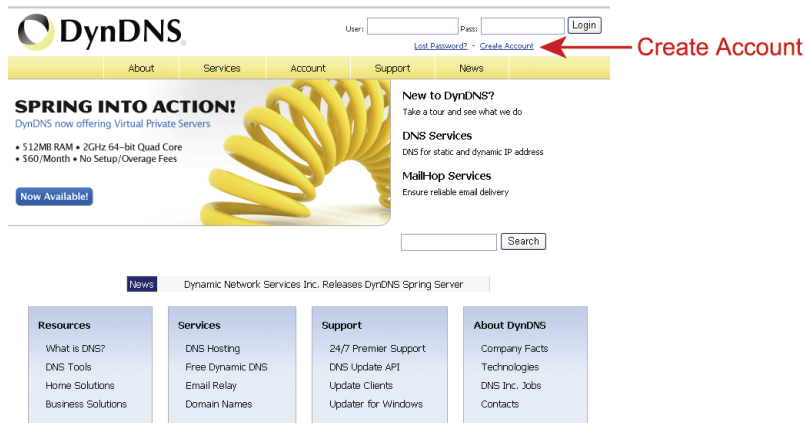 DynDNS
User: Pass: Login
Lost Password? - Create Account
Create Account
About Services Account Support News
SPRING INTO ACTION!
DynDNS now offering Virtual Private Servers
• 512MB RAM • 2GHz 64-bit Quad Core
• $60/Month • No Setup/Overage Fees
Now Available!
New to DynDNS?
Take a tour and see what we do
DNS Services
DNS for static and dynamic IP address
MailHop Services
Ensure reliable email delivery
Search
News Dynamic Network Services Inc. Releases DynDNS Spring Server
Resources
What is DNS?
DNS Tools
Home Solutions
Business Solutions
Services
DNS Hosting
Free Dynamic DNS
Email Relay
Domain Names
Support
24/7 Premier Support
DNS Update API
Update Clients
Updater for Windows
About DynDNS
Company Facts
Technologies
DNS Inc. Jobs
Contacts